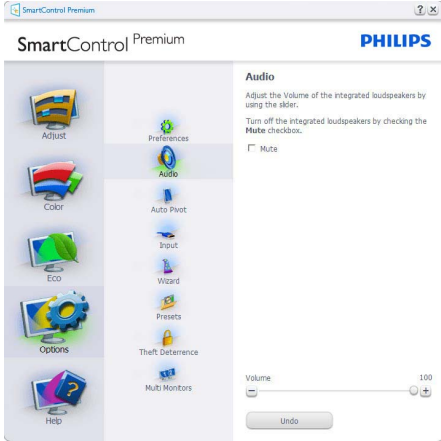 SmartControl Premium
SmartControl Premium
PHILIPS
Adjust
Color
Eco
Options
Help
Preferences
Audio
Auto Pivot
Input
Wizard
Presets
Theft Deterrence
Multi Monitors
Audio
Adjust the Volume of the integrated loudspeakers by
using the slider.
Turn off the integrated loudspeakers by checking the
Mute checkbox.
Mute
Volume 100
Undo